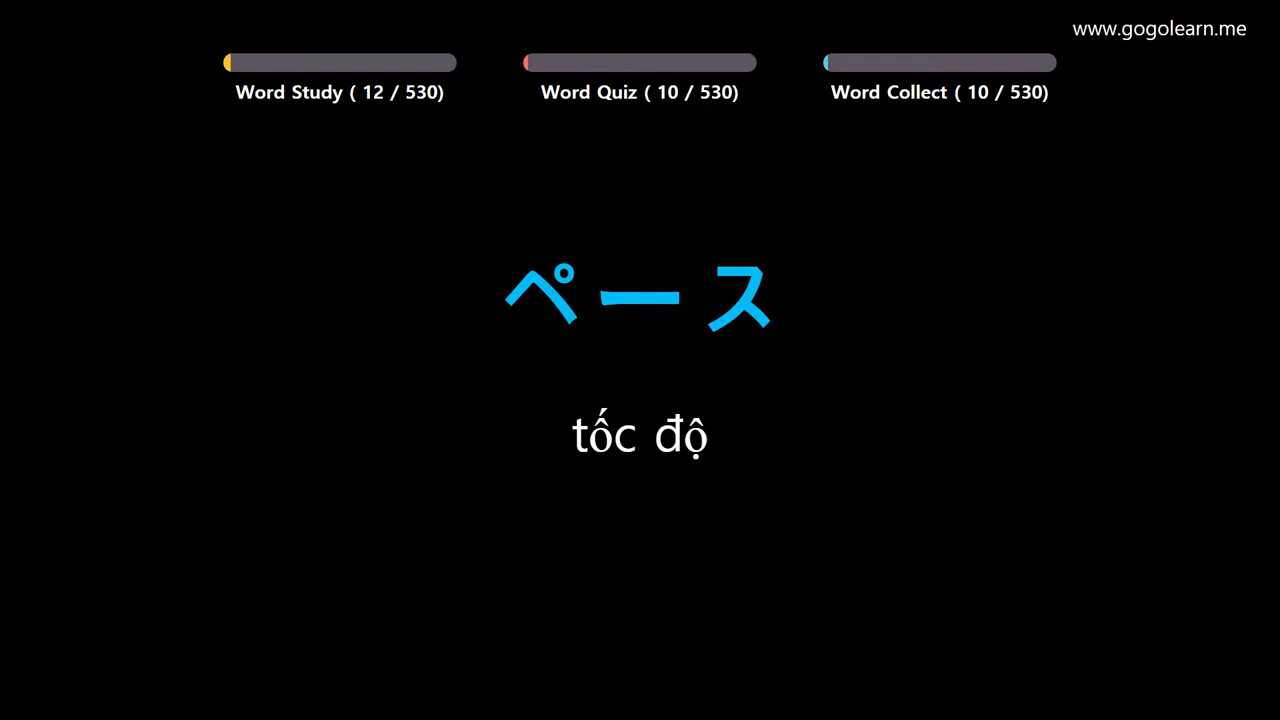 www.gogolearn.me
Word Study ( 12 / 530)
Word Quiz ( 10 / 530)
Word Collect ( 10 / 530)
ペース
tốc độ